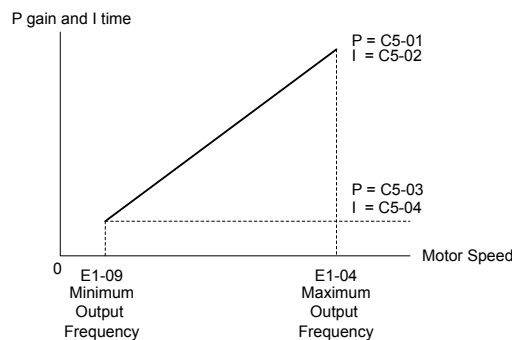 P gain and I time
P = C5-01
I = C5-02
P = C5-03
I = C5-04
Motor Speed
0
E1-09
Minimum
Output
Frequency
E1-04
Maximum
Output
Frequency